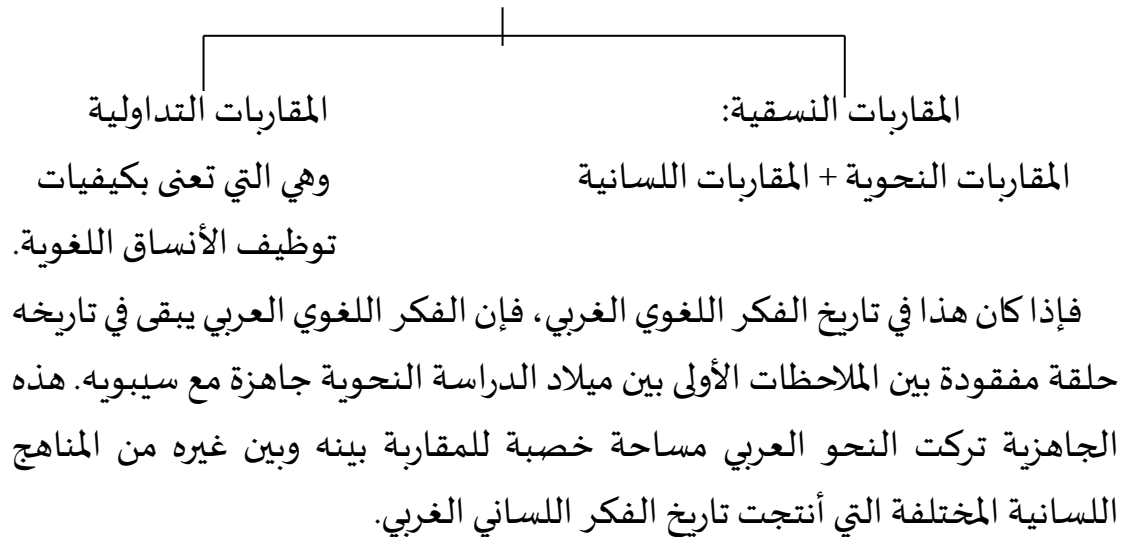 المقاربات النسقية:
المقاربات النحوية + المقاربات اللسانية
المقاربات التداولية
وهي التي تعنى بكيفيات
توظيف الأنساق اللغوية.
فإذا كان هذا في تاريخ الفكر اللغوي الغربي، فإن الفكر اللغوي العربي يبقى في تاريخه
حلقة مفقودة بين الملاحظات الأولى بين ميلاد الدراسة النحوية جاهزة مع سيبويه. هذه
الجاهزية تركت النحو العربي مساحة خصبة للمقاربة بينه وبين غيره من المناهج
اللسانية المختلفة التي أنتجت تاريخ الفكر اللساني الغربي.